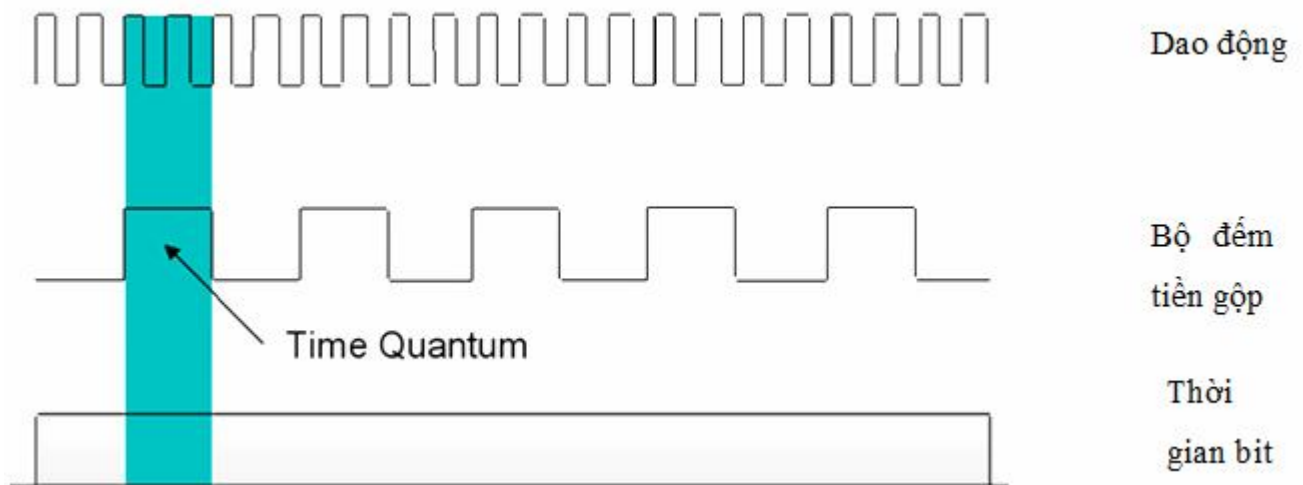 Dao động
Bộ đếm
tiền gộp
Time Quantum
Thời
gian bit